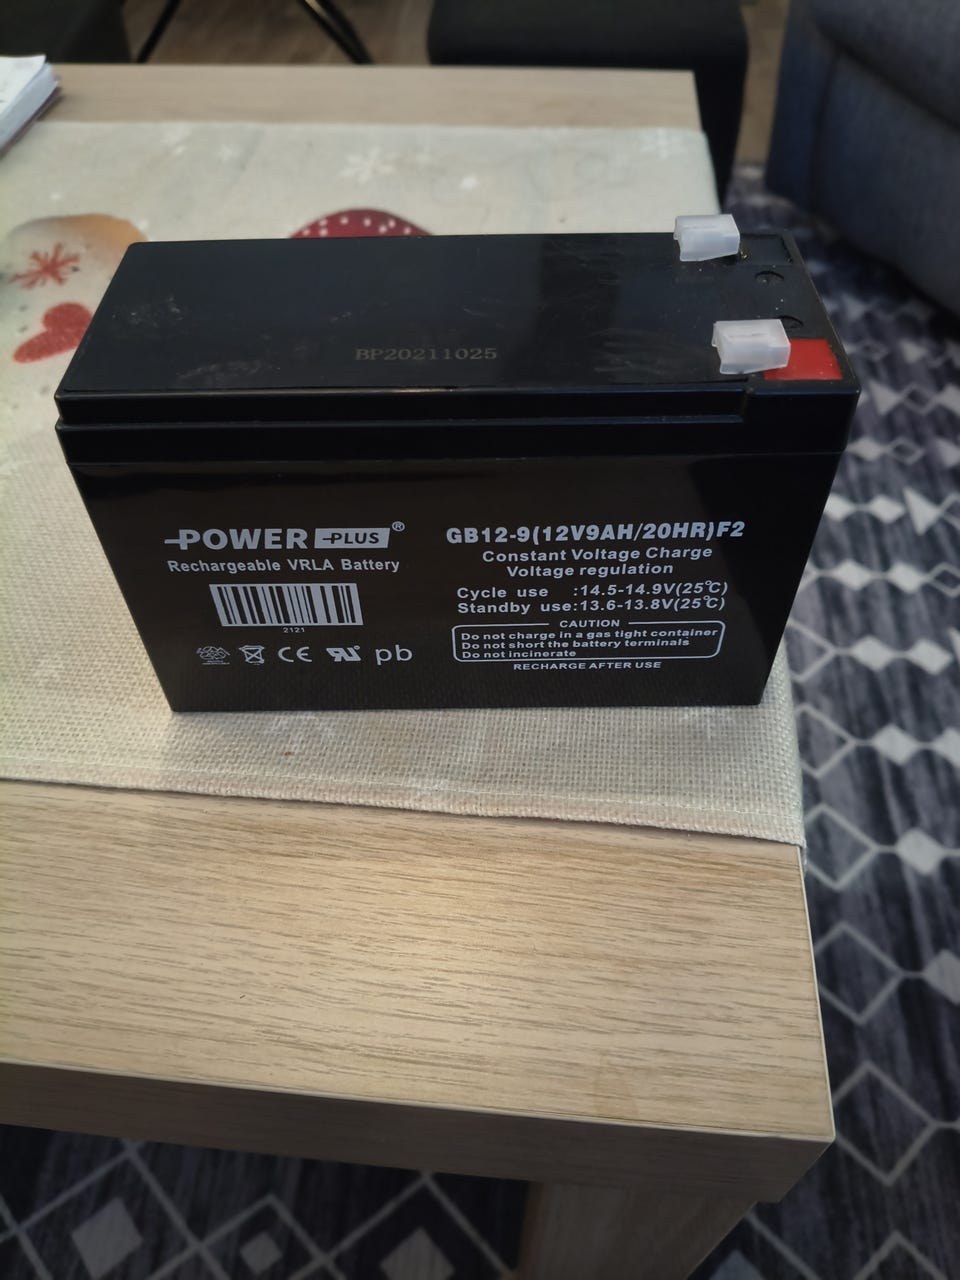 BP20211025
POWER PLUS®
Rechargeable VRLA Battery
2121
CE
pb
GB12-9(12V9AH/20HR)F2
Constant Voltage Charge
Voltage regulation
Cycle use :14.5-14.9V(25℃)
Standby use:13.6-13.8V(25℃)
CAUTION
Do not charge in a gas tight container
Do not short the battery terminals
Do not incinerate
RECHARGE AFTER USE